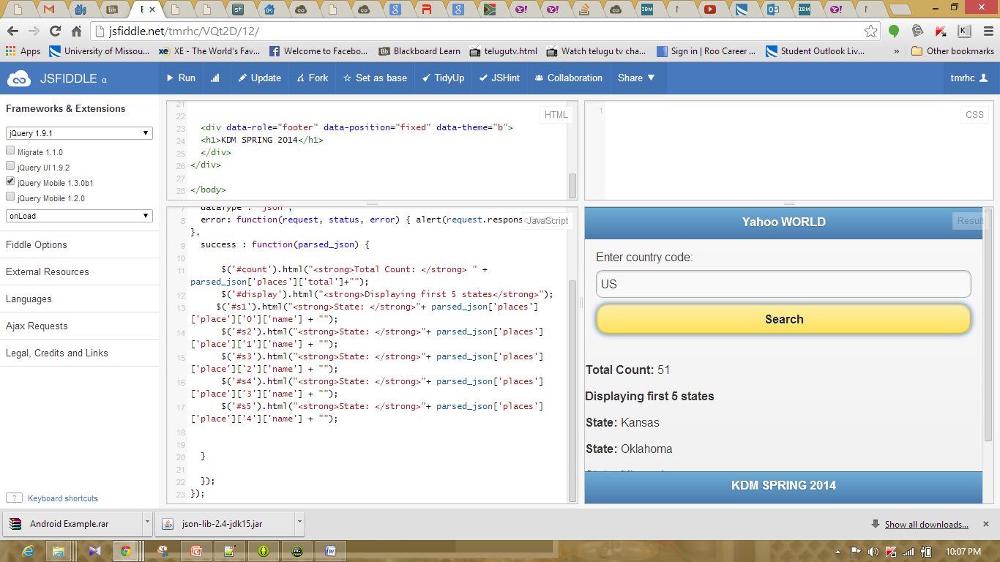 jsfiddle.net/tmrhc/VQt2D/12/
Apps University of Missou... XE - The World's Fav... Welcome to Facebo... Blackboard Learn telugutv.html Watch telugu tv cha... Sign in | Roo Career ... Student Outlook Liv... » Other bookmarks
JSFIDDLE α Run Update Fork Set as base TidyUp JSHint Collaboration Share tmrhc
Frameworks & Extensions
jQuery 1.9.1
Migrate 1.1.0
jQuery UI 1.9.2
jQuery Mobile 1.3.0b1
jQuery Mobile 1.2.0
onLoad
Fiddle Options
External Resources
Languages
Ajax Requests
Legal, Credits and Links
? Keyboard shortcuts
HTML
21
22
23 <div data-role="footer" data-position="fixed" data-theme="b">
24 <h1>KDM SPRING 2014</h1>
25 </div>
26 </div>
27
28 </body>
CSS
1
JavaScript
7 dataType : "json",
8 error: function(request, status, error) { alert(request.response
},
9 success : function(parsed_json) {
10
11 $('#count').html("<strong>Total Count: </strong> " +
parsed_json['places']['total']+"");
12 $('#display').html("<strong>Displaying first 5 states</strong>");
13 $('#s1').html("<strong>State: </strong>"+ parsed_json['places']
['place']['0']['name'] + "");
14 $('#s2').html("<strong>State: </strong>"+ parsed_json['places']
['place']['1']['name'] + "");
15 $('#s3').html("<strong>State: </strong>"+ parsed_json['places']
['place']['2']['name'] + "");
16 $('#s4').html("<strong>State: </strong>"+ parsed_json['places']
['place']['3']['name'] + "");
17 $('#s5').html("<strong>State: </strong>"+ parsed_json['places']
['place']['4']['name'] + "");
18
19
20 }
21
22 });
23 });
Yahoo WORLD
Result
Enter country code:
US
Search
Total Count: 51
Displaying first 5 states
State: Kansas
State: Oklahoma
KDM SPRING 2014
Android Example.rar json-lib-2.4-jdk15.jar Show all downloads...
10:07 PM